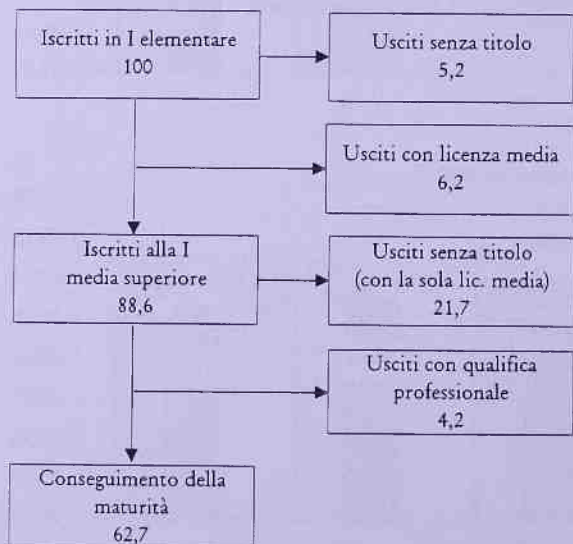 Iscritti in I elementare
100
Usciti senza titolo
5,2
Usciti con licenza media
6,2
Iscritti alla I
media superiore
88,6
Usciti senza titolo
(con la sola lic. media)
21,7
Usciti con qualifica
professionale
4,2
Conseguimento della
maturità
62,7